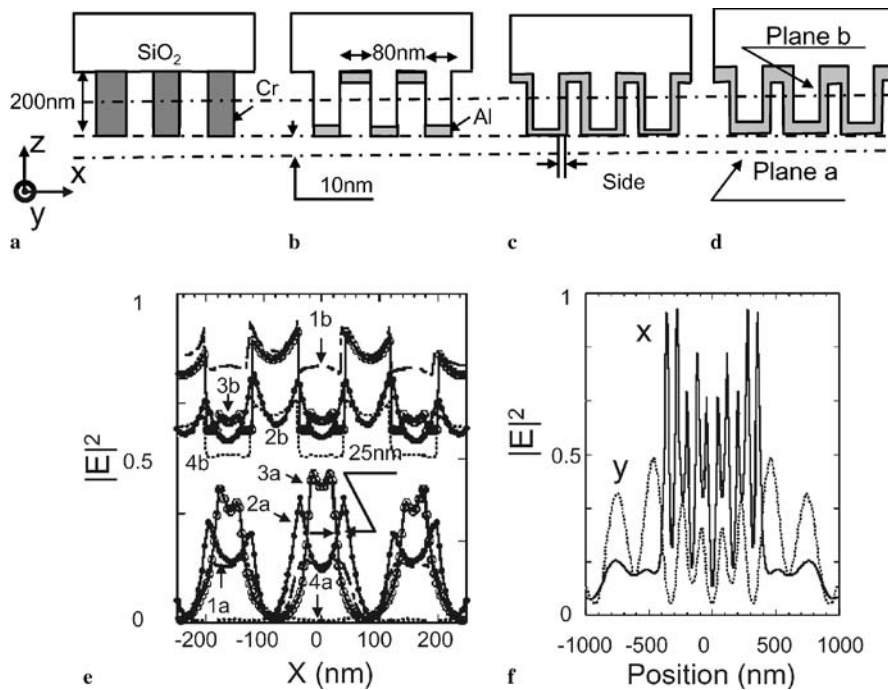 SiO2
200nm
Cr
z
x
y
a
80nm
Al
10nm
b
Side
c
Plane b
Plane a
d
1
0.5
0
|E|2
1b
3b
2b
4b
25nm
3a
2a
4a
1a
-200
-100
0
100
200
X (nm)
e
1
0.5
0
|E|2
x
y
-1000
-500
0
500
1000
Position (nm)
f